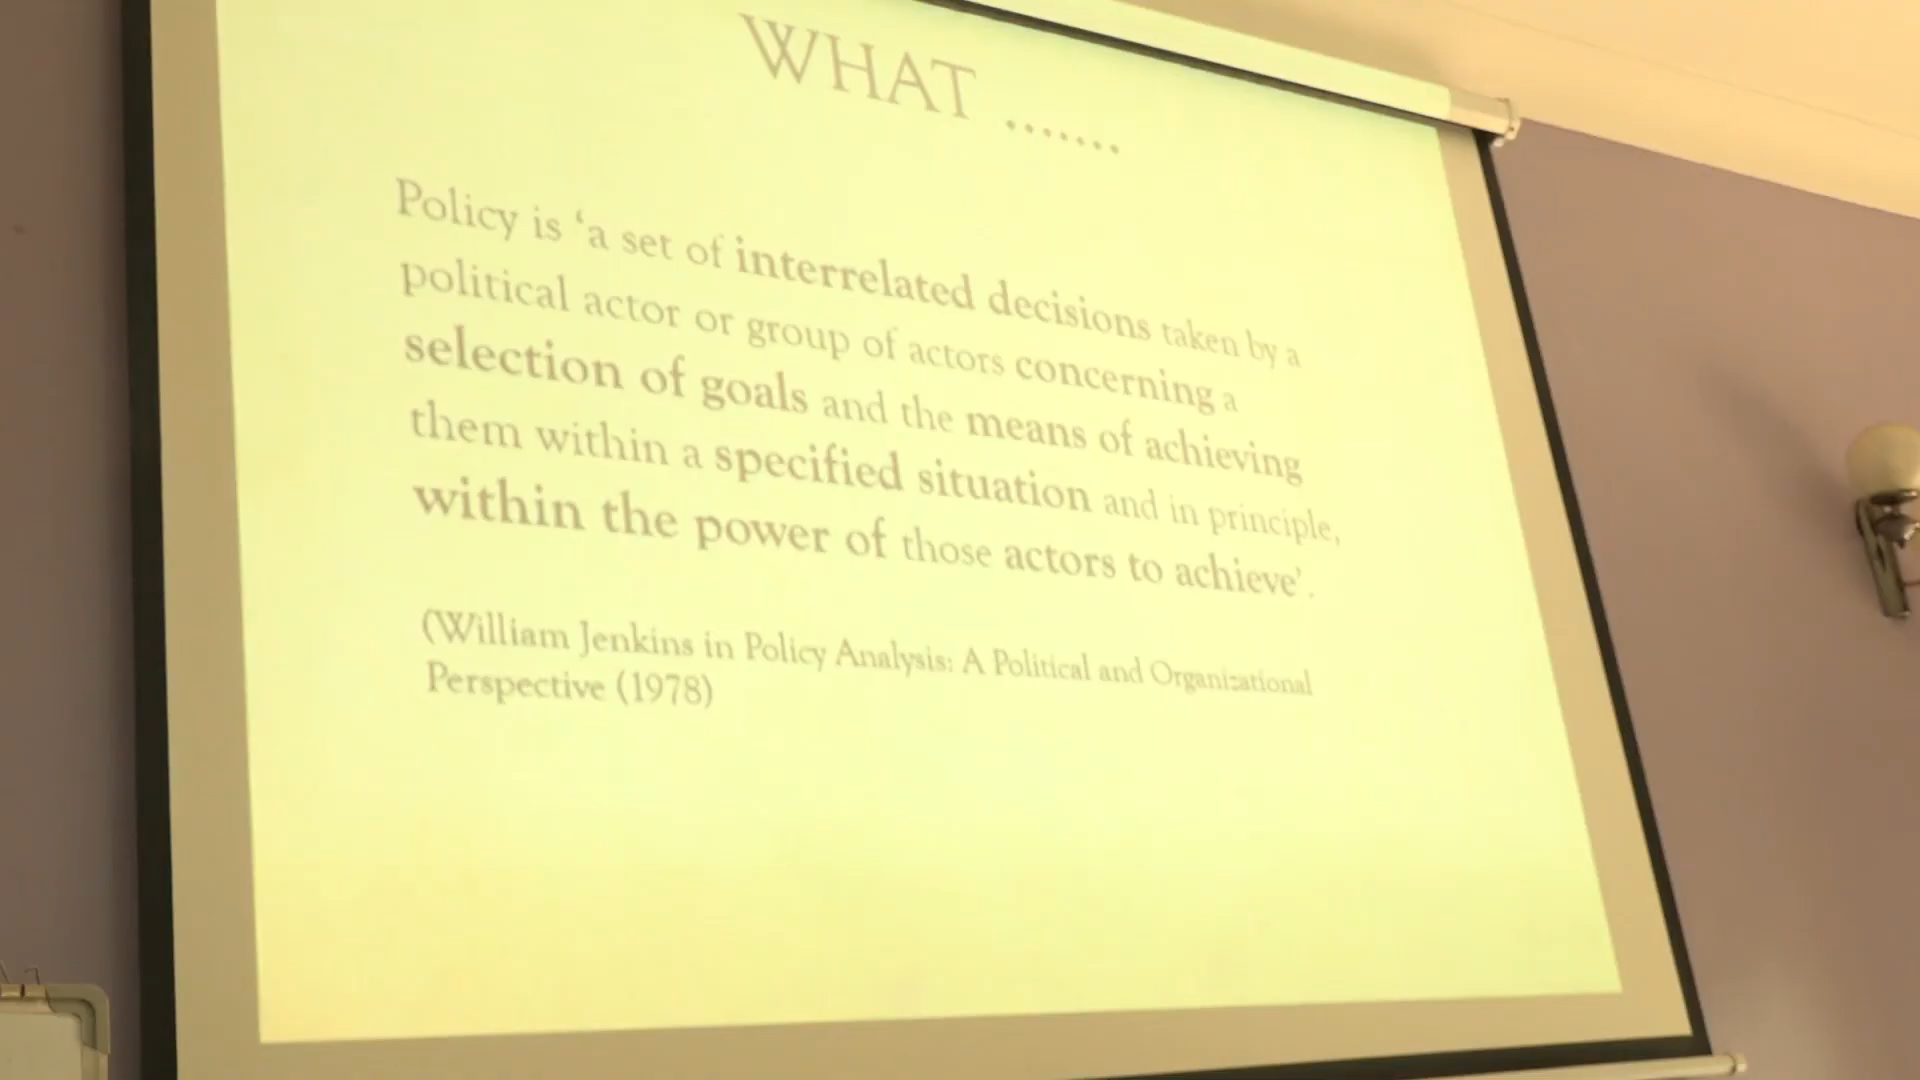 WHAT .......
Policy is ‘a set of interrelated decisions taken by a
political actor or group of actors concerning a
selection of goals and the means of achieving
them within a specified situation and in principle,
within the power of those actors to achieve’.
(William Jenkins in Policy Analysis: A Political and Organizational
Perspective (1978)